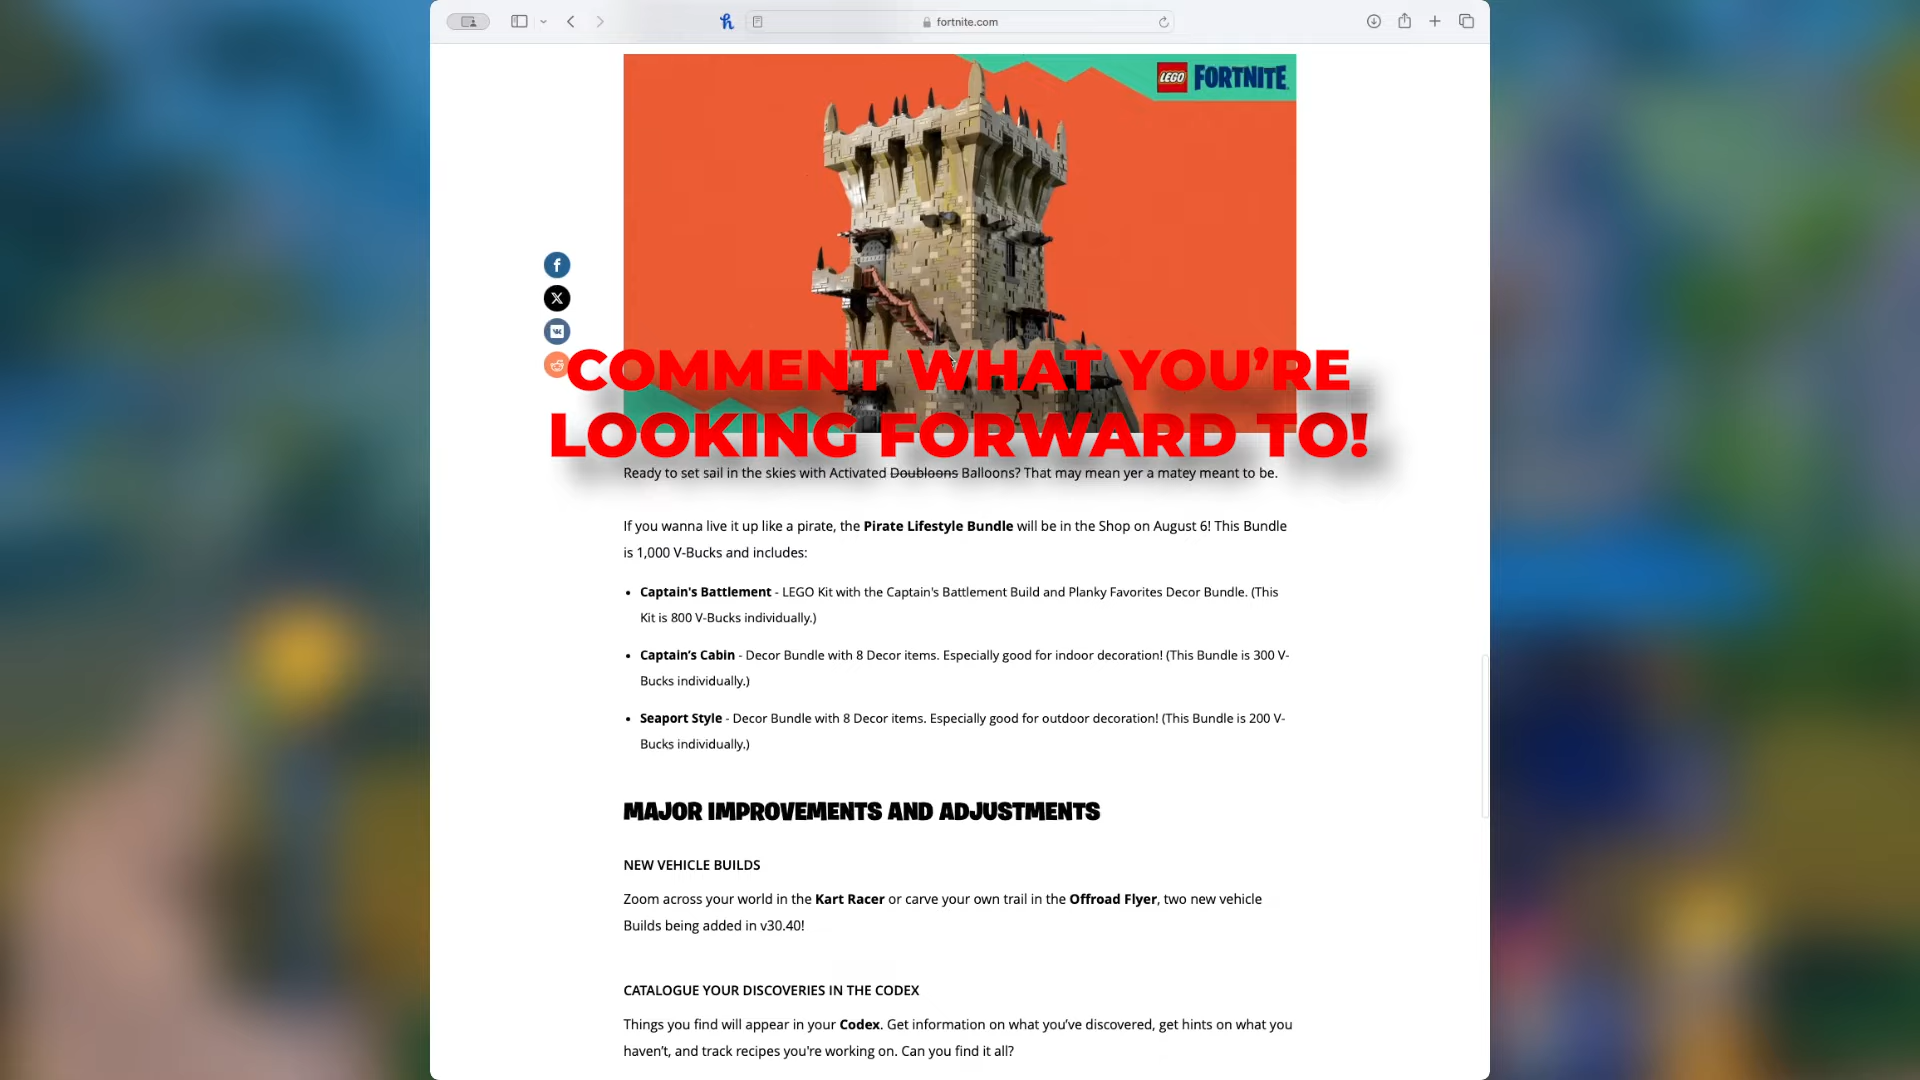 fortnite.com
LEGO FORTNITE
COMMENT WHAT YOU’RE
LOOKING FORWARD TO!
Ready to set sail in the skies with Activated Doubloons Balloons? That may mean yer a matey meant to be.
If you wanna live it up like a pirate, the Pirate Lifestyle Bundle will be in the Shop on August 6! This Bundle
is 1,000 V-Bucks and includes:
• Captain's Battlement - LEGO Kit with the Captain's Battlement Build and Planky Favorites Decor Bundle. (This
Kit is 800 V-Bucks individually.)
• Captain’s Cabin - Decor Bundle with 8 Decor items. Especially good for indoor decoration! (This Bundle is 300 V-
Bucks individually.)
• Seaport Style - Decor Bundle with 8 Decor items. Especially good for outdoor decoration! (This Bundle is 200 V-
Bucks individually.)
MAJOR IMPROVEMENTS AND ADJUSTMENTS
NEW VEHICLE BUILDS
Zoom across your world in the Kart Racer or carve your own trail in the Offroad Flyer, two new vehicle
Builds being added in v30.40!
CATALOGUE YOUR DISCOVERIES IN THE CODEX
Things you find will appear in your Codex. Get information on what you’ve discovered, get hints on what you
haven’t, and track recipes you're working on. Can you find it all?